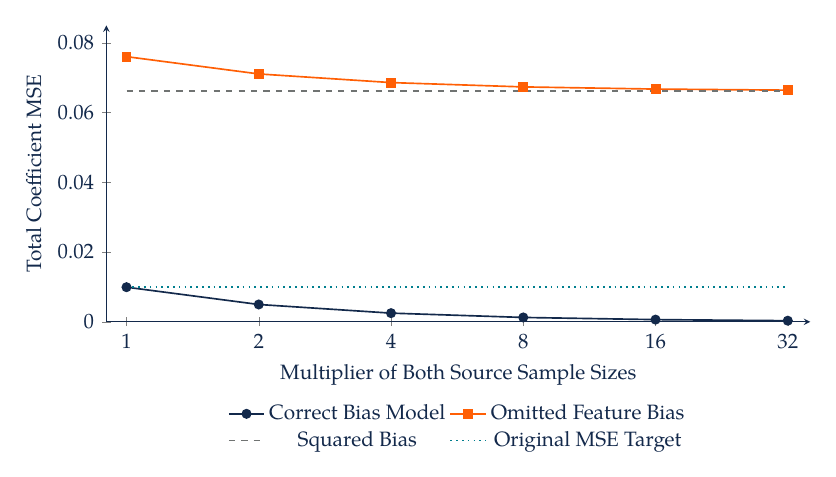 0.08
0.06
0.04
0.02
0
Total Coefficient MSE
1 2 4 8 16 32
Multiplier of Both Source Sample Sizes
Correct Bias Model Omitted Feature Bias
Squared Bias Original MSE Target